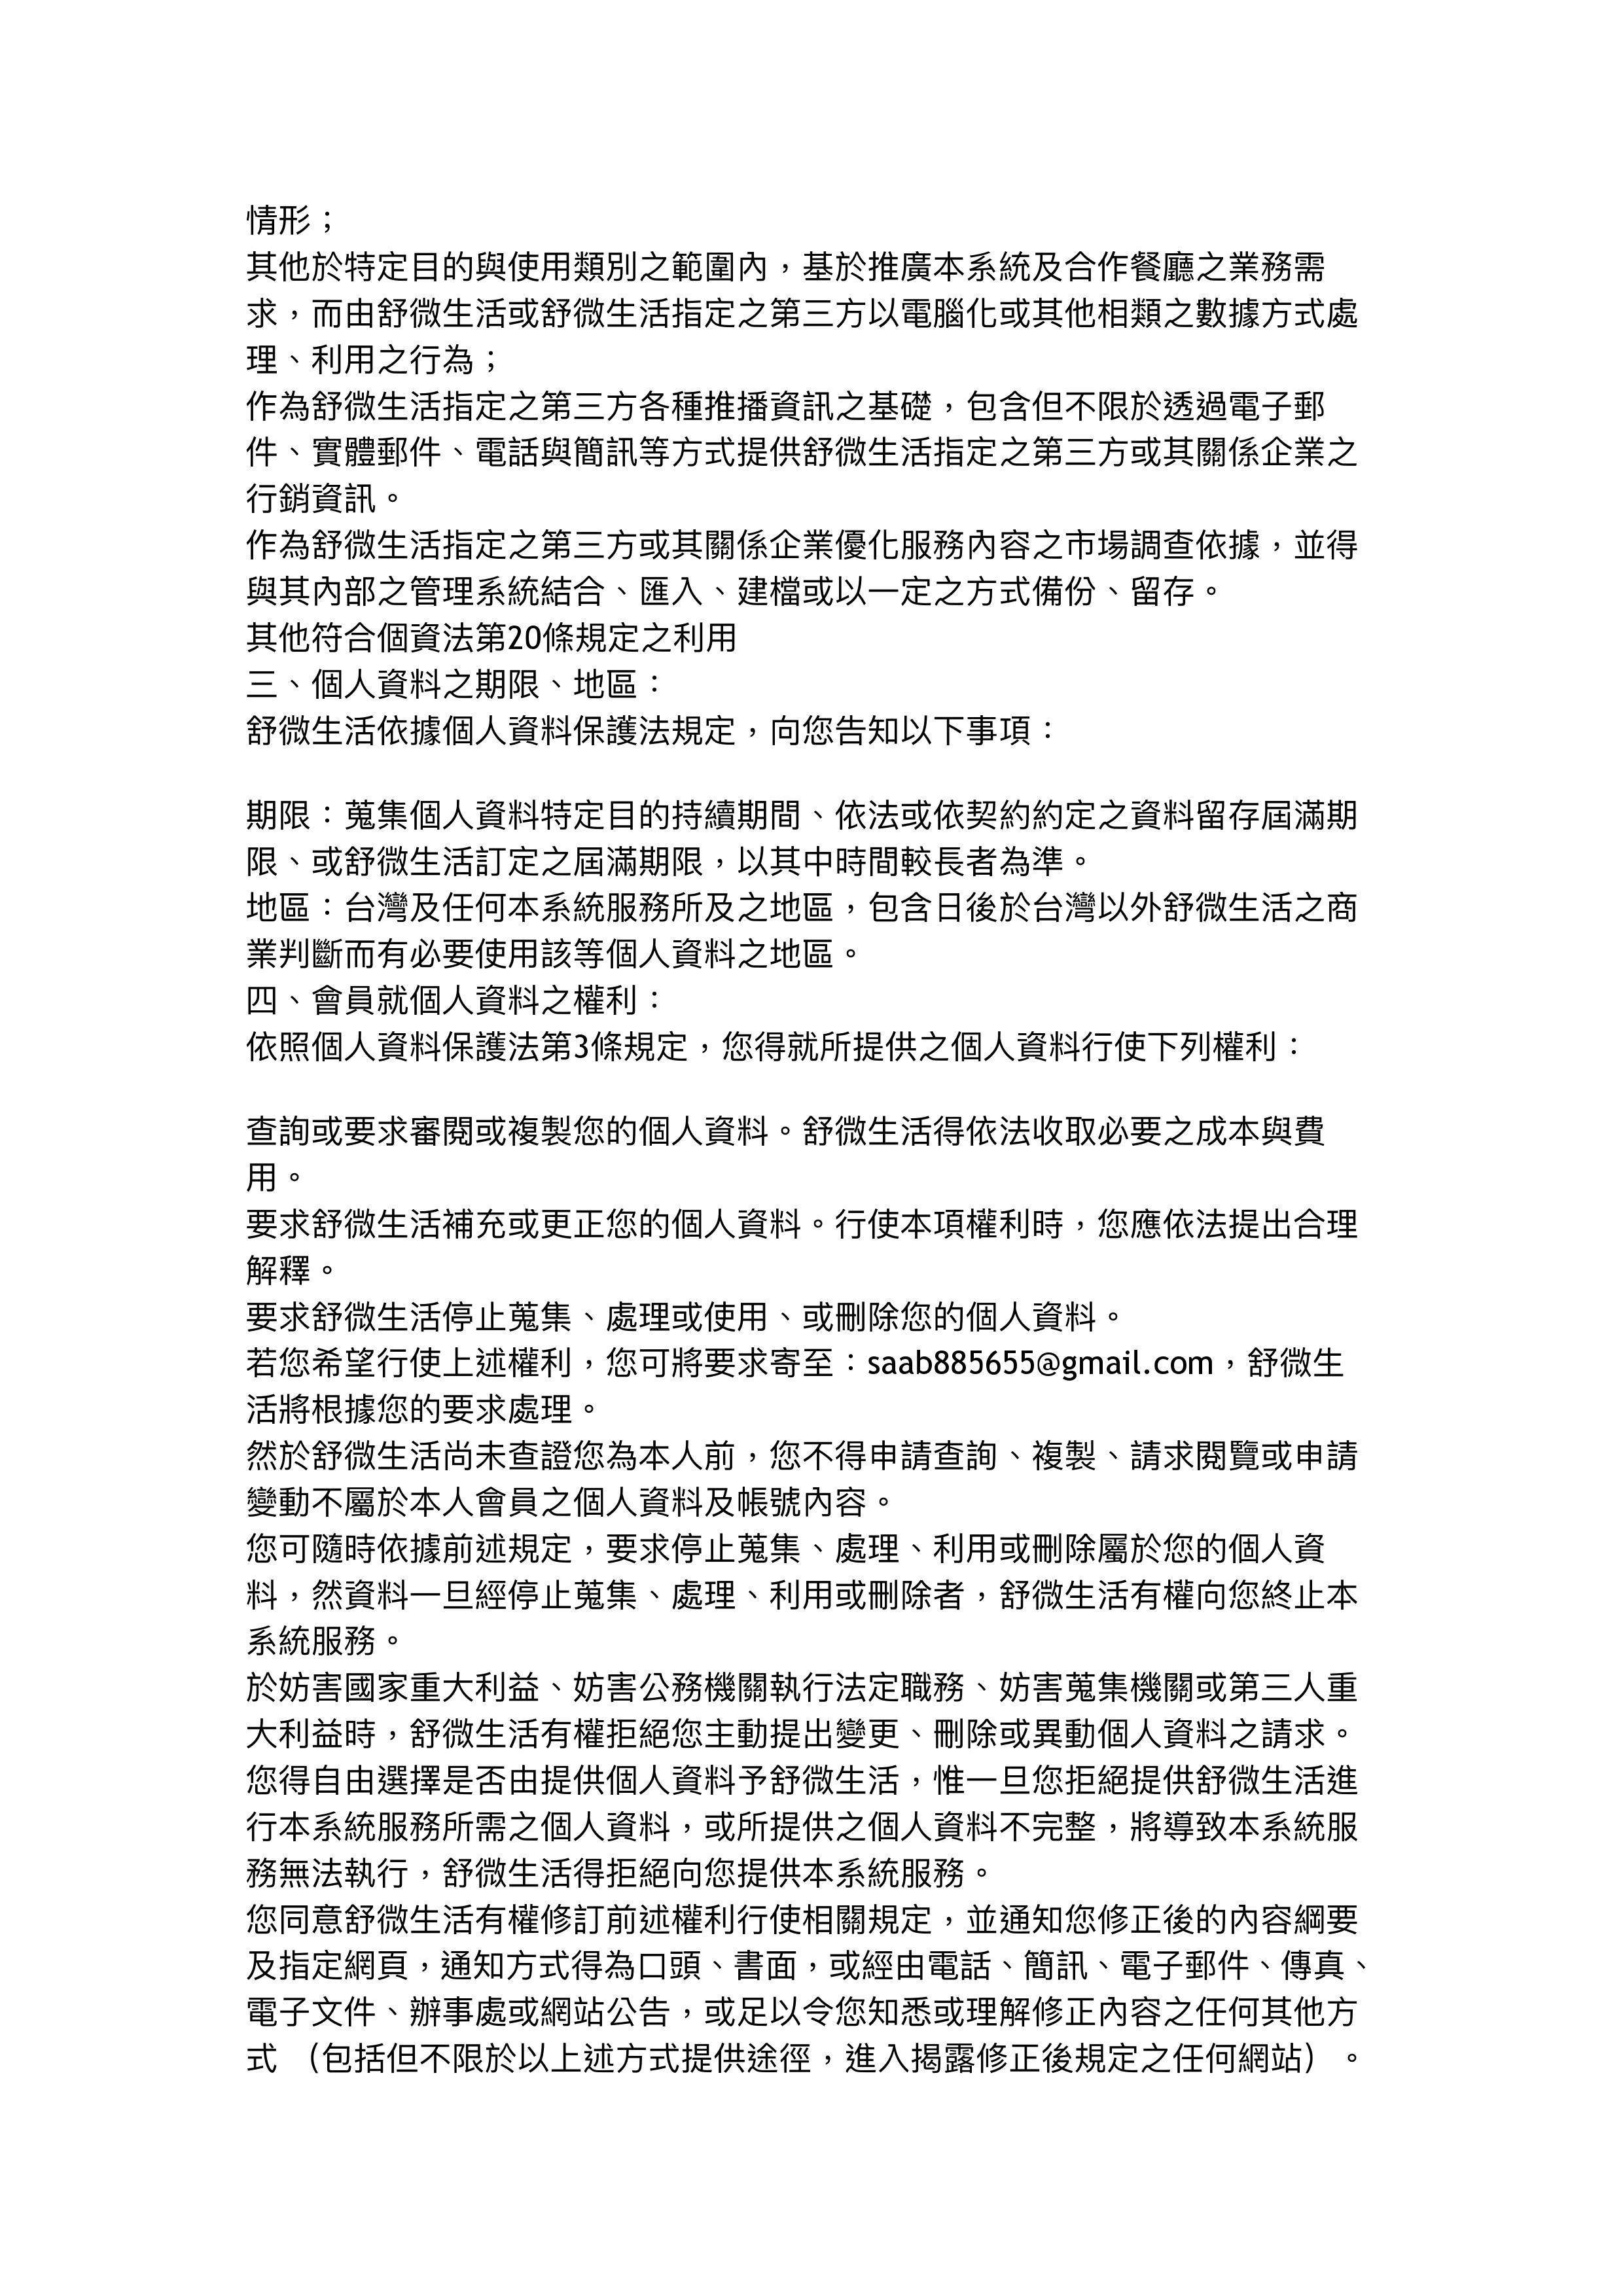 情形；
其他於特定目的與使用類別之範圍內，基於推廣本系統及合作餐廳之業務需
求，而由舒微生活或舒微生活指定之第三方以電腦化或其他相類之數據方式處
理、利用之行為；
作為舒微生活指定之第三方各種推播資訊之基礎，包含但不限於透過電子郵
件、實體郵件、電話與簡訊等方式提供舒微生活指定之第三方或其關係企業之
行銷資訊。
作為舒微生活指定之第三方或其關係企業優化服務內容之市場調查依據，並得
與其內部之管理系統結合、匯入、建檔或以一定之方式備份、留存。
其他符合個資法第20條規定之利用
三、個人資料之期限、地區：
舒微生活依據個人資料保護法規定，向您告知以下事項：
期限：蒐集個人資料特定目的持續期間、依法或依契約約定之資料留存屆滿期
限、或舒微生活訂定之屆滿期限，以其中時間較長者為準。
地區：台灣及任何本系統服務所及之地區，包含日後於台灣以外舒微生活之商
業判斷而有必要使用該等個人資料之地區。
四、會員就個人資料之權利：
依照個人資料保護法第3條規定，您得就所提供之個人資料行使下列權利：
查詢或要求審閱或複製您的個人資料。舒微生活得依法收取必要之成本與費
用。
要求舒微生活補充或更正您的個人資料。行使本項權利時，您應依法提出合理
解釋。
要求舒微生活停止蒐集、處理或使用、或刪除您的個人資料。
若您希望行使上述權利，您可將要求寄至：saab885655@gmail.com，舒微生
活將根據您的要求處理。
然於舒微生活尚未查證您為本人前，您不得申請查詢、複製、請求閱覽或申請
變動不屬於本人會員之個人資料及帳號內容。
您可隨時依據前述規定，要求停止蒐集、處理、利用或刪除屬於您的個人資
料，然資料一旦經停止蒐集、處理、利用或刪除者，舒微生活有權向您終止本
系統服務。
於妨害國家重大利益、妨害公務機關執行法定職務、妨害蒐集機關或第三人重
大利益時，舒微生活有權拒絕您主動提出變更、刪除或異動個人資料之請求。
您得自由選擇是否由提供個人資料予舒微生活，惟一旦您拒絕提供舒微生活進
行本系統服務所需之個人資料，或所提供之個人資料不完整，將導致本系統服
務無法執行，舒微生活得拒絕向您提供本系統服務。
您同意舒微生活有權修訂前述權利行使相關規定，並通知您修正後的內容綱要
及指定網頁，通知方式得為口頭、書面，或經由電話、簡訊、電子郵件、傳真、
電子文件、辦事處或網站公告，或足以令您知悉或理解修正內容之任何其他方
式 （包括但不限於以上述方式提供途徑，進入揭露修正後規定之任何網站）。